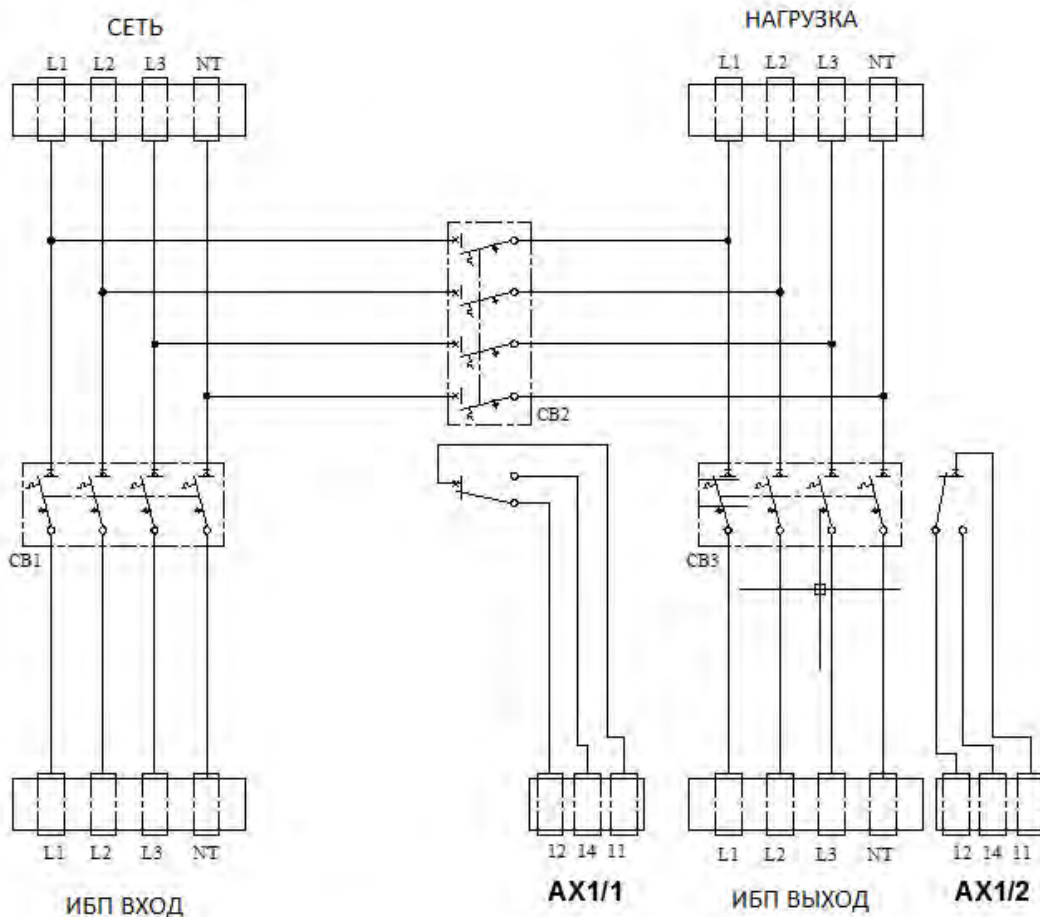 СЕТЬ
НАГРУЗКА
L1 L2 L3 NT
L1 L2 L3 NT
CB2
CB1
CB3
L1 L2 L3 NT
12 14 11
L1 L2 L3 NT
12 14 11
ИБП ВХОД
AX1/1
ИБП ВЫХОД
AX1/2